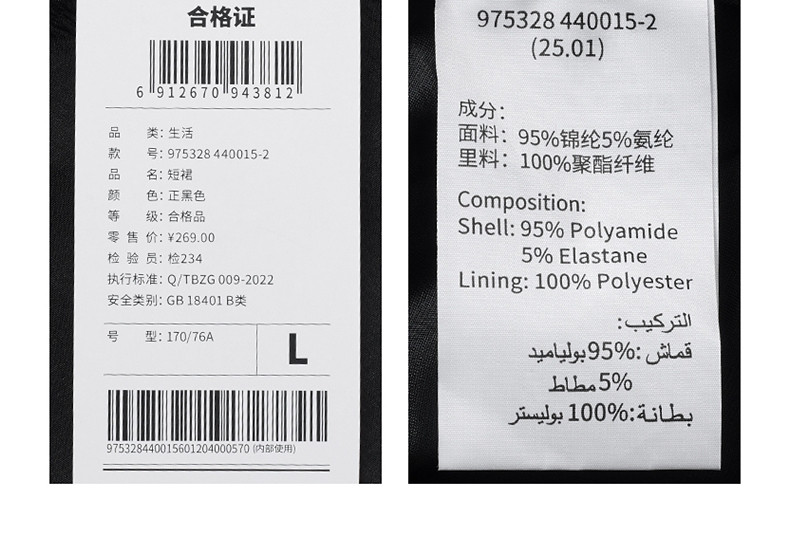 合格证
6 912670 943812
品 类: 生活
款 号: 975328 440015-2
品 名: 短裙
颜 色: 正黑色
等 级: 合格品
零 售 价: ¥269.00
检 验 员: 检234
执行标准: Q/TBZG 009-2022
安全类别: GB 18401 B类
号 型: 170/76A
L
975328440015601204000570 (内部使用)
975328 440015-2
(25.01)
成分:
面料: 95%锦纶5%氨纶
里料: 100%聚酯纤维
Composition:
Shell: 95% Polyamide
5% Elastane
Lining: 100% Polyester
التركيب:
قماش :95%بولياميد
5% مطاط
بطانة:100% بوليستر